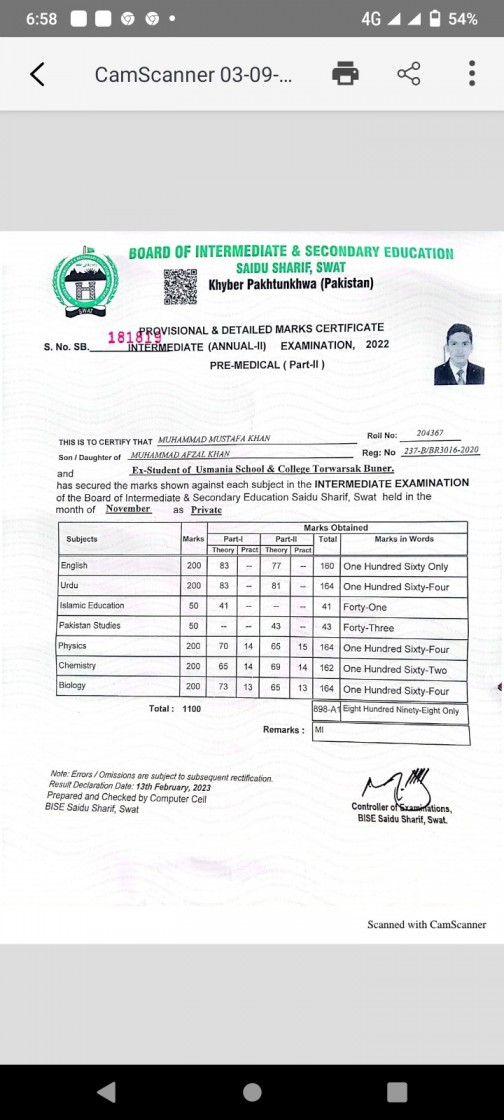 6:58 4G 54%
CamScanner 03-09-...
BOARD OF INTERMEDIATE & SECONDARY EDUCATION
SAIDU SHARIF, SWAT
Khyber Pakhtunkhwa (Pakistan)
SWAT
PROVISIONAL & DETAILED MARKS CERTIFICATE
S. No. SB. 181819 INTERMEDIATE (ANNUAL-II) EXAMINATION, 2022
PRE-MEDICAL ( Part-II )
THIS IS TO CERTIFY THAT MUHAMMAD MUSTAFA KHAN Roll No: 204367
Son / Daughter of MUHAMMAD AFZAL KHAN Reg: No 237-B/BR3016-2020
and Ex-Student of Usmania School & College Torwarsak Buner.
has secured the marks shown against each subject in the INTERMEDIATE EXAMINATION
of the Board of Intermediate & Secondary Education Saidu Sharif, Swat held in the
month of November as Private
Marks Obtained
Subjects Marks Part-I Part-II Total Marks in Words
Theory Pract Theory Pract
English 200 83 -- 77 -- 160 One Hundred Sixty Only
Urdu 200 83 -- 81 -- 164 One Hundred Sixty-Four
Islamic Education 50 41 -- -- -- 41 Forty-One
Pakistan Studies 50 -- -- 43 -- 43 Forty-Three
Physics 200 70 14 65 15 164 One Hundred Sixty-Four
Chemistry 200 65 14 69 14 162 One Hundred Sixty-Two
Biology 200 73 13 65 13 164 One Hundred Sixty-Four
Total : 1100 898-A1 Eight Hundred Ninety-Eight Only
Remarks : MI
Note: Errors / Omissions are subject to subsequent rectification.
Result Declaration Date: 13th February, 2023
Prepared and Checked by Computer Cell
BISE Saidu Sharif, Swat
Controller of Examinations,
BISE Saidu Sharif, Swat.
Scanned with CamScanner